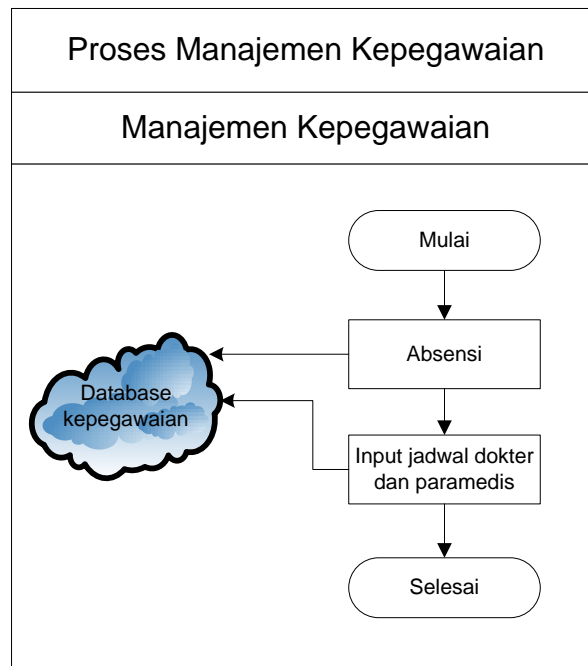 Proses Manajemen Kepegawaian
Manajemen Kepegawaian
Mulai
Absensi
Database
kepegawaian
Input jadwal dokter
dan paramedis
Selesai